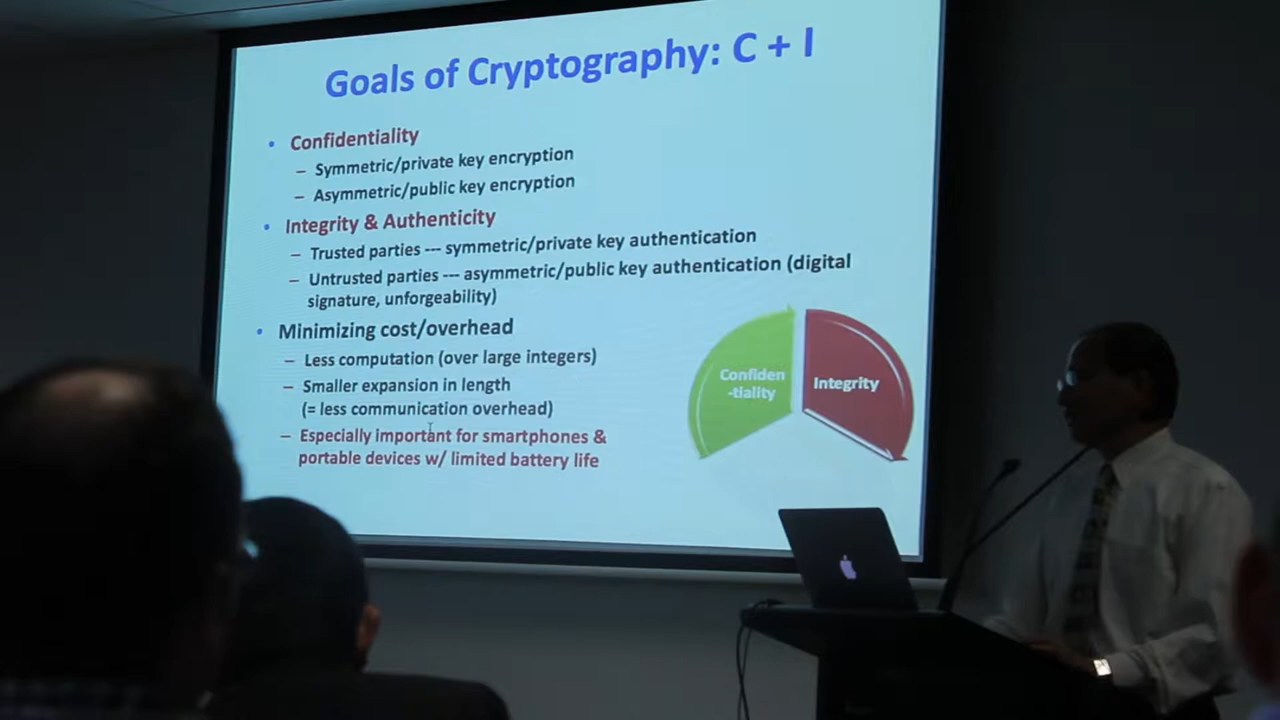 Goals of Cryptography: C + I
• Confidentiality
– Symmetric/private key encryption
– Asymmetric/public key encryption
• Integrity & Authenticity
– Trusted parties --- symmetric/private key authentication
– Untrusted parties --- asymmetric/public key authentication (digital
signature, unforgeability)
• Minimizing cost/overhead
– Less computation (over large integers)
– Smaller expansion in length
(= less communication overhead)
– Especially important for smartphones &
portable devices w/ limited battery life
Confiden
-tiality
Integrity